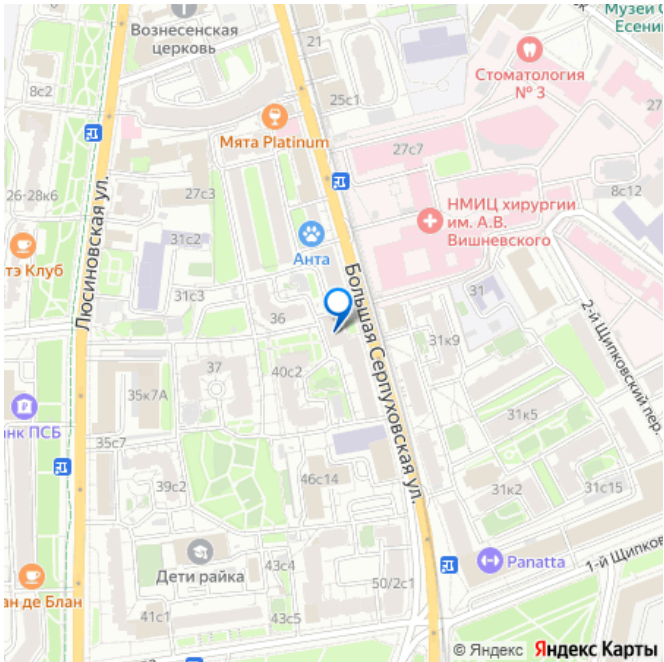 Музей С
Есени
Вознесенская
церковь
21
Стоматология
№ 3
8с2
25с1
Мята Platinum
27с7
26-28к6
27с3
8с12
НМИЦ хирургии
им. А.В.
Вишневского
Люсиновская ул.
31с2
Анта
тэ Клуб
31с3
31
Большая Серпуховская ул.
2-й Щипковский пер.
36
31к9
37
40с2
35к7А
31к5
нк ПСБ
35с7
46с14
39с2
31к2
31с15
Дети райка
43с4
Panatta
1-й Щипков
50/2с1
ан де Блан
41с1
43с2
© Яндекс Яндекс Карты